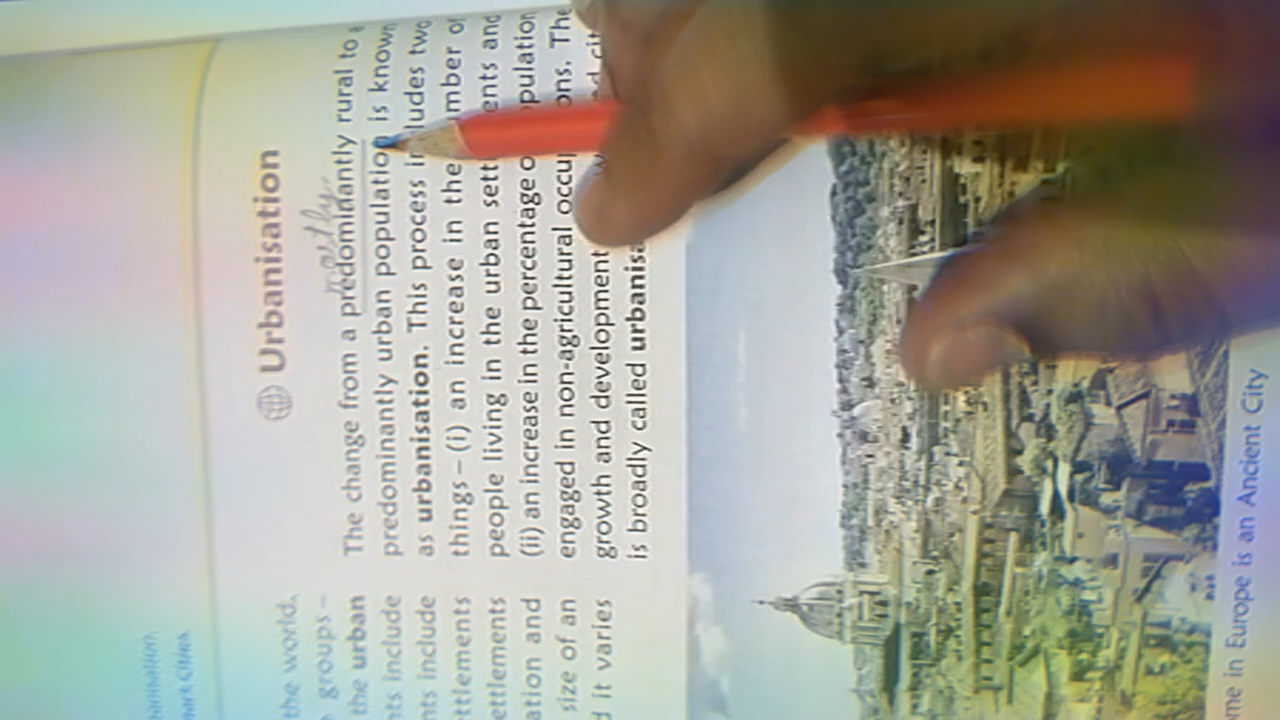 Urbanisation
mostly
The change from a predominantly rural to a
predominantly urban population is known
as urbanisation. This process includes two
things – (i) an increase in the number of
people living in the urban settlements and
(ii) an increase in the percentage of population
engaged in non-agricultural occupations. The
growth and development
is broadly called urbanisa
the world.
groups –
the urban
nts include
nts include
ettlements
ettlements
ation and
size of an
d it varies
me in Europe is an Ancient City